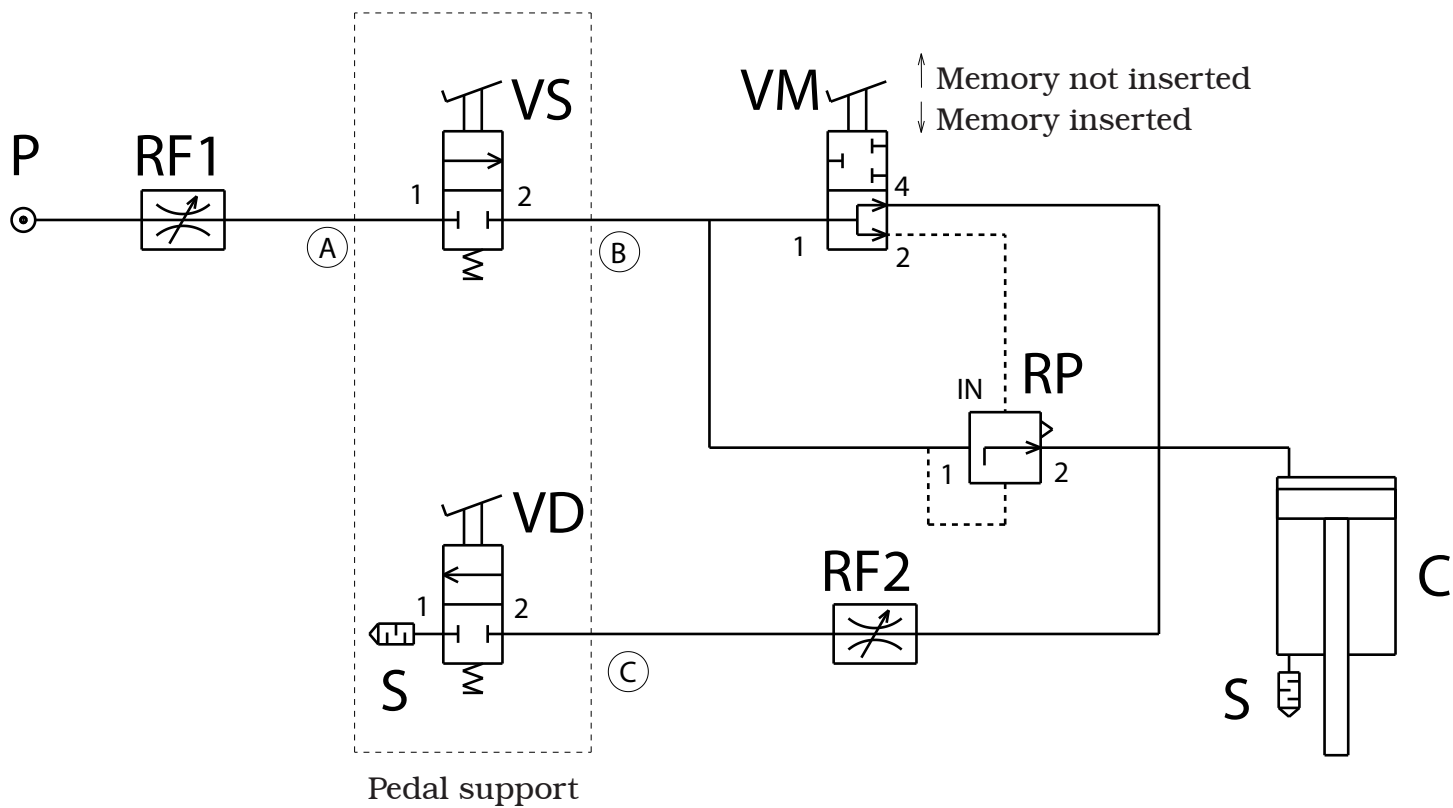 VS
VM
Memory not inserted
Memory inserted
P
RF1
1
2
4
A
B
1
2
IN
RP
1
2
VD
RF2
C
1
2
S
C
S
Pedal support